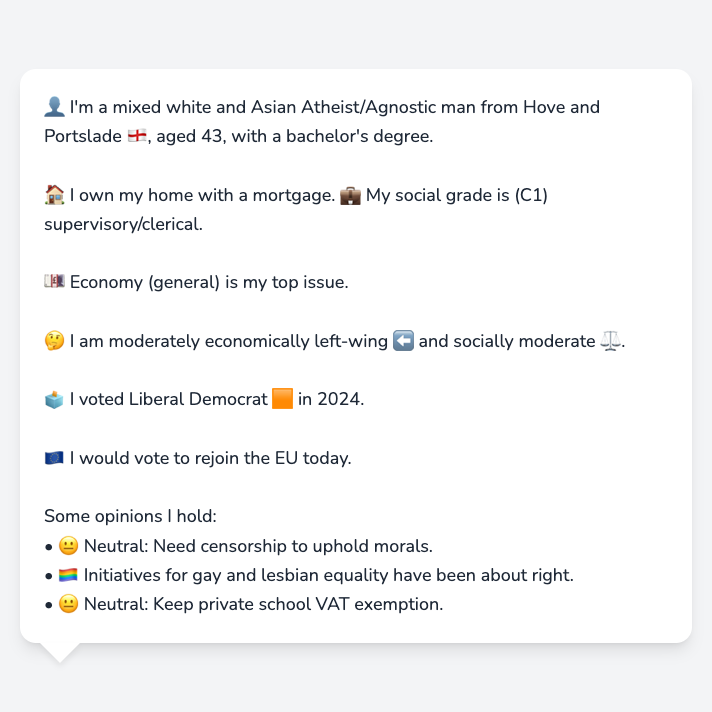 👤 I'm a mixed white and Asian Atheist/Agnostic man from Hove and
Portslade 🏴󠁧󠁢󠁥󠁮󠁧󠁿, aged 43, with a bachelor's degree.
🏠 I own my home with a mortgage. 💼 My social grade is (C1)
supervisory/clerical.
💷 Economy (general) is my top issue.
🤔 I am moderately economically left-wing ⬅️ and socially moderate ⚖️.
🗳️ I voted Liberal Democrat 🟧 in 2024.
🇪🇺 I would vote to rejoin the EU today.
Some opinions I hold:
• 😐 Neutral: Need censorship to uphold morals.
• 🏳️‍🌈 Initiatives for gay and lesbian equality have been about right.
• 😐 Neutral: Keep private school VAT exemption.